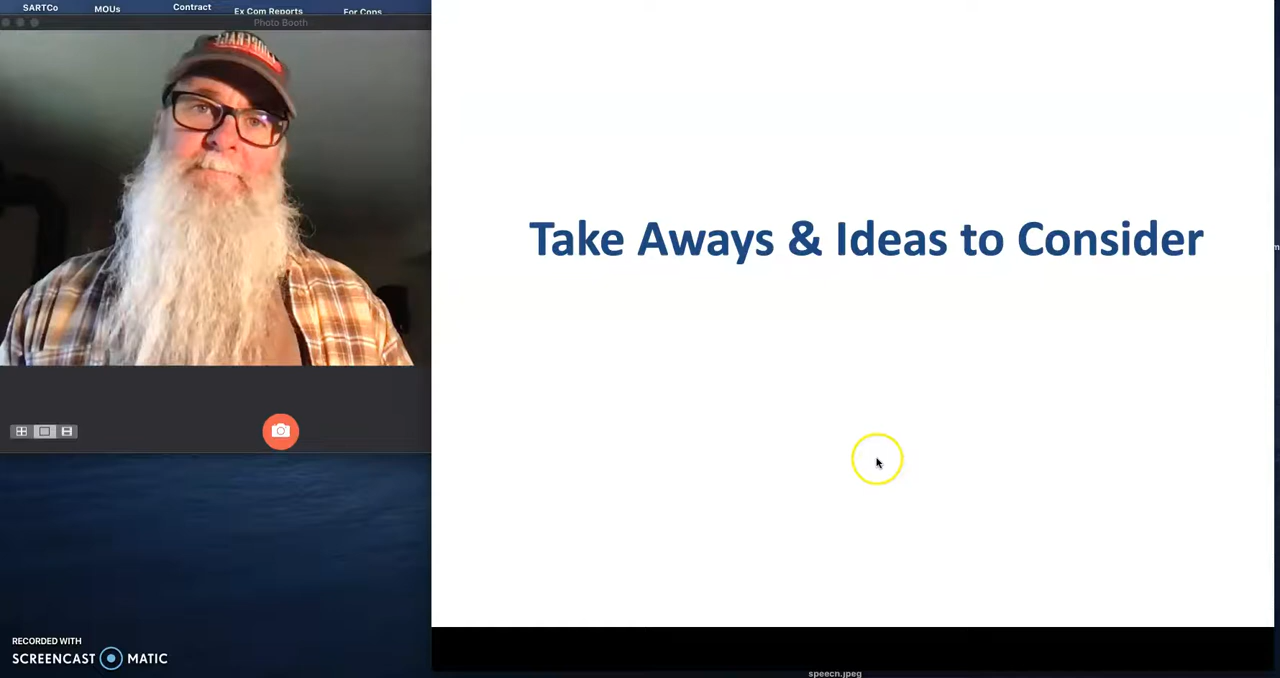 SARTCo
MOUs
Contract
Ex Com Reports
For Cons
Photo Booth
Take Aways & Ideas to Consider
RECORDED WITH
SCREENCAST MATIC
speech.jpeg